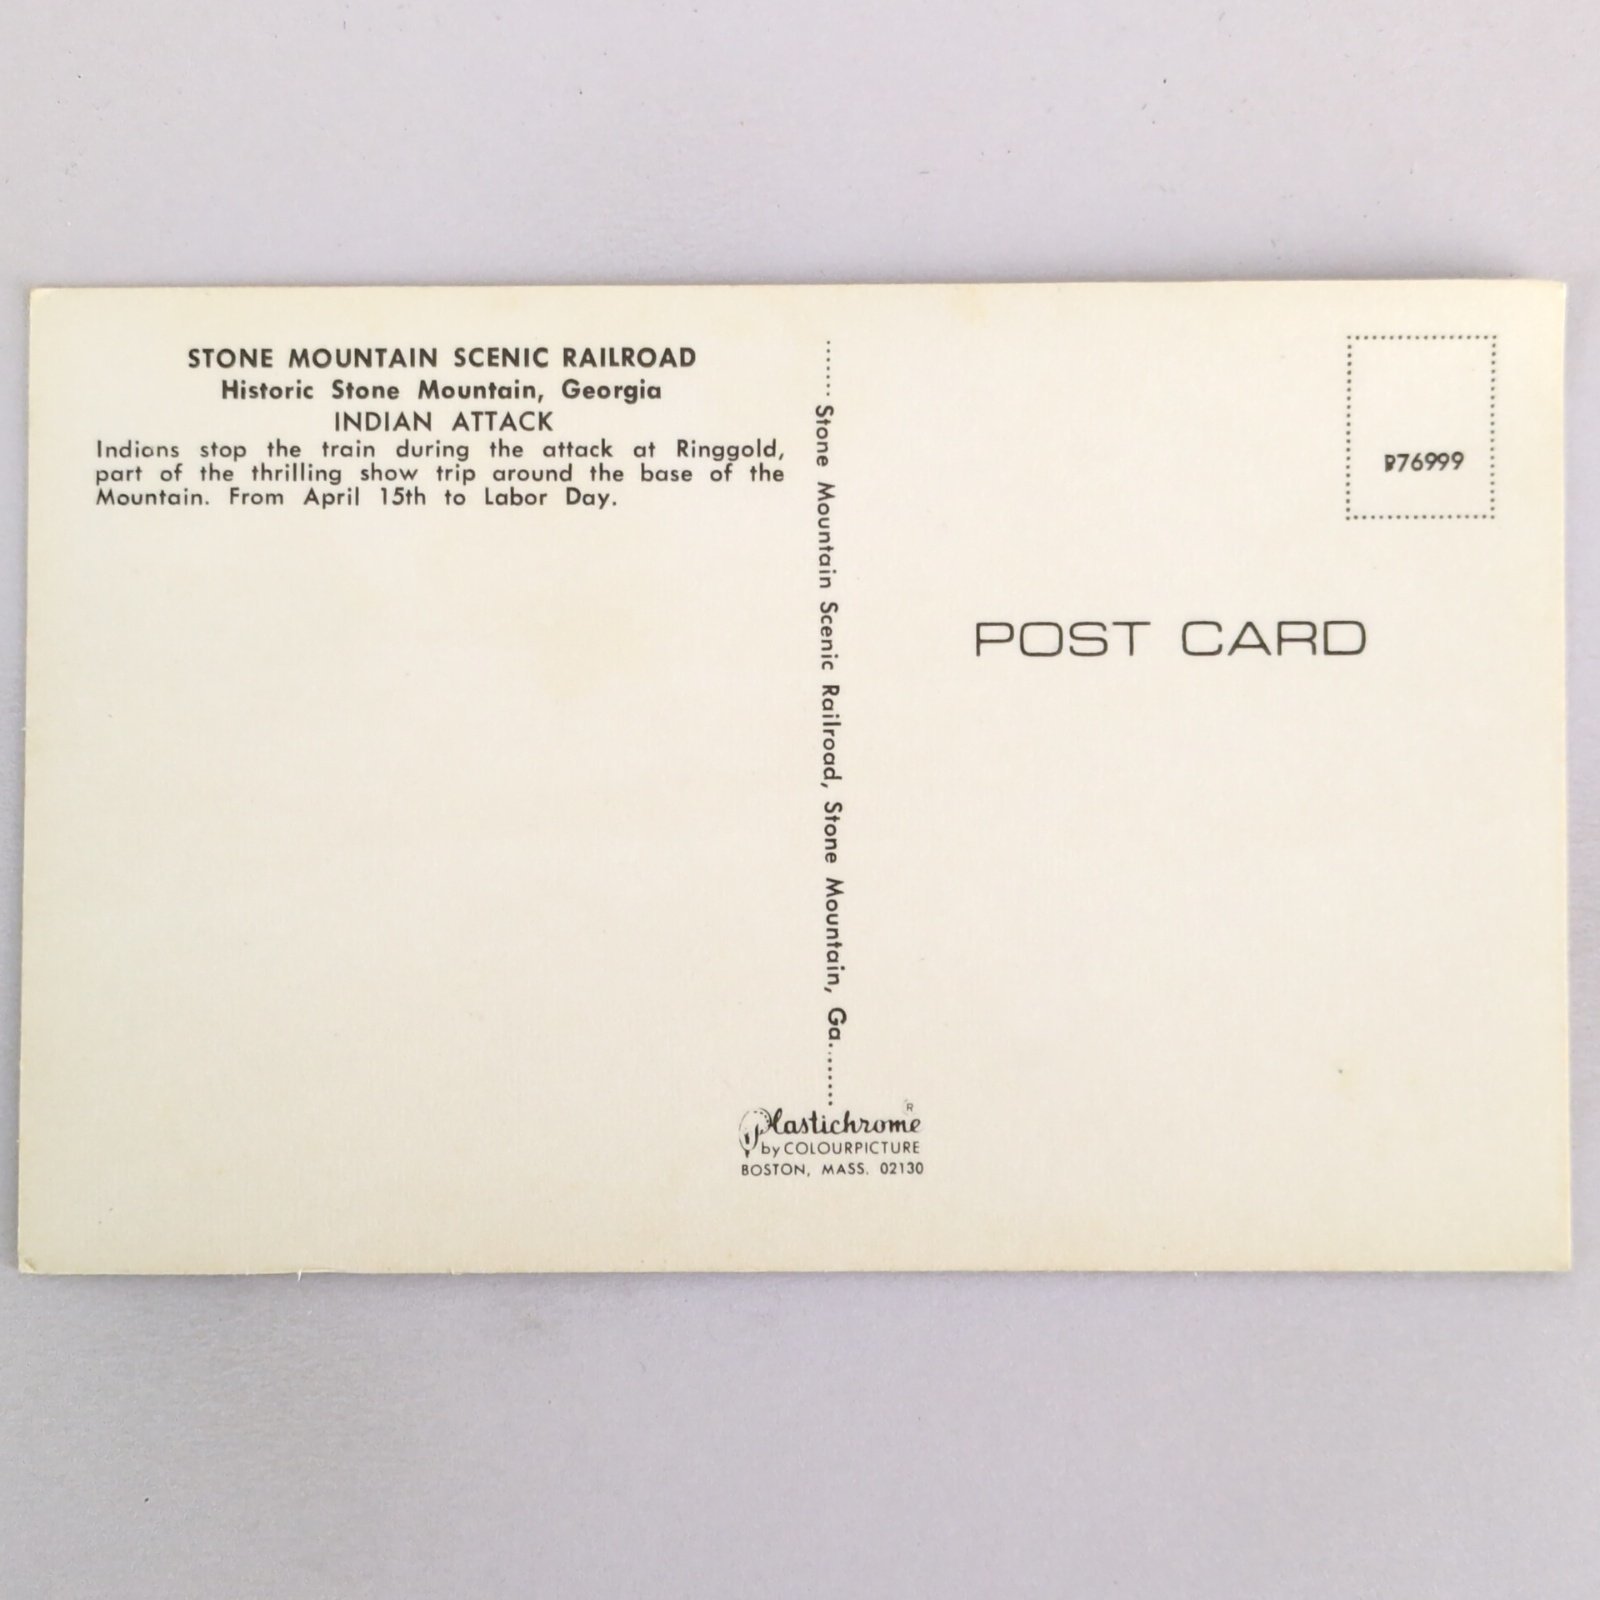 STONE MOUNTAIN SCENIC RAILROAD
Historic Stone Mountain, Georgia
INDIAN ATTACK
Indians stop the train during the attack at Ringgold,
part of the thrilling show trip around the base of the
Mountain. From April 15th to Labor Day.
Stone Mountain Scenic Railroad, Stone Mountain, Ga.
Plastichrome R
by COLOURPICTURE
BOSTON, MASS. 02130
P76999
POST CARD